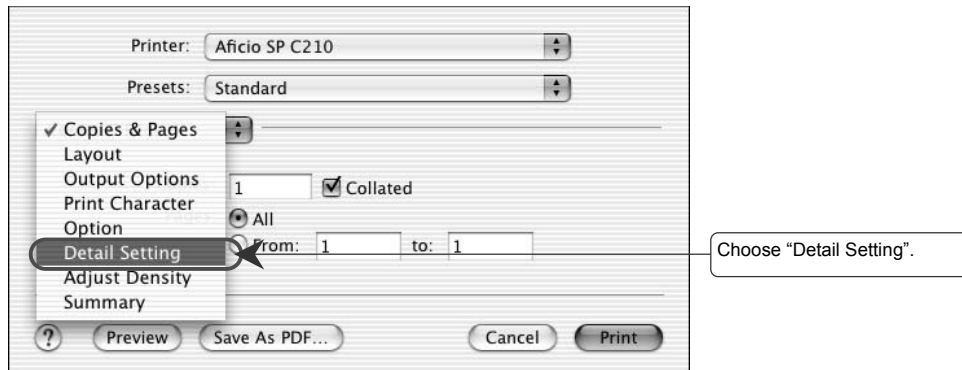 Printer: Aficio SP C210
Presets: Standard
✓ Copies & Pages
Layout
Output Options
1 Collated
Print Character
All
Option
From: 1 to: 1
Detail Setting
Choose “Detail Setting”.
Adjust Density
Summary
? Preview Save As PDF... Cancel Print